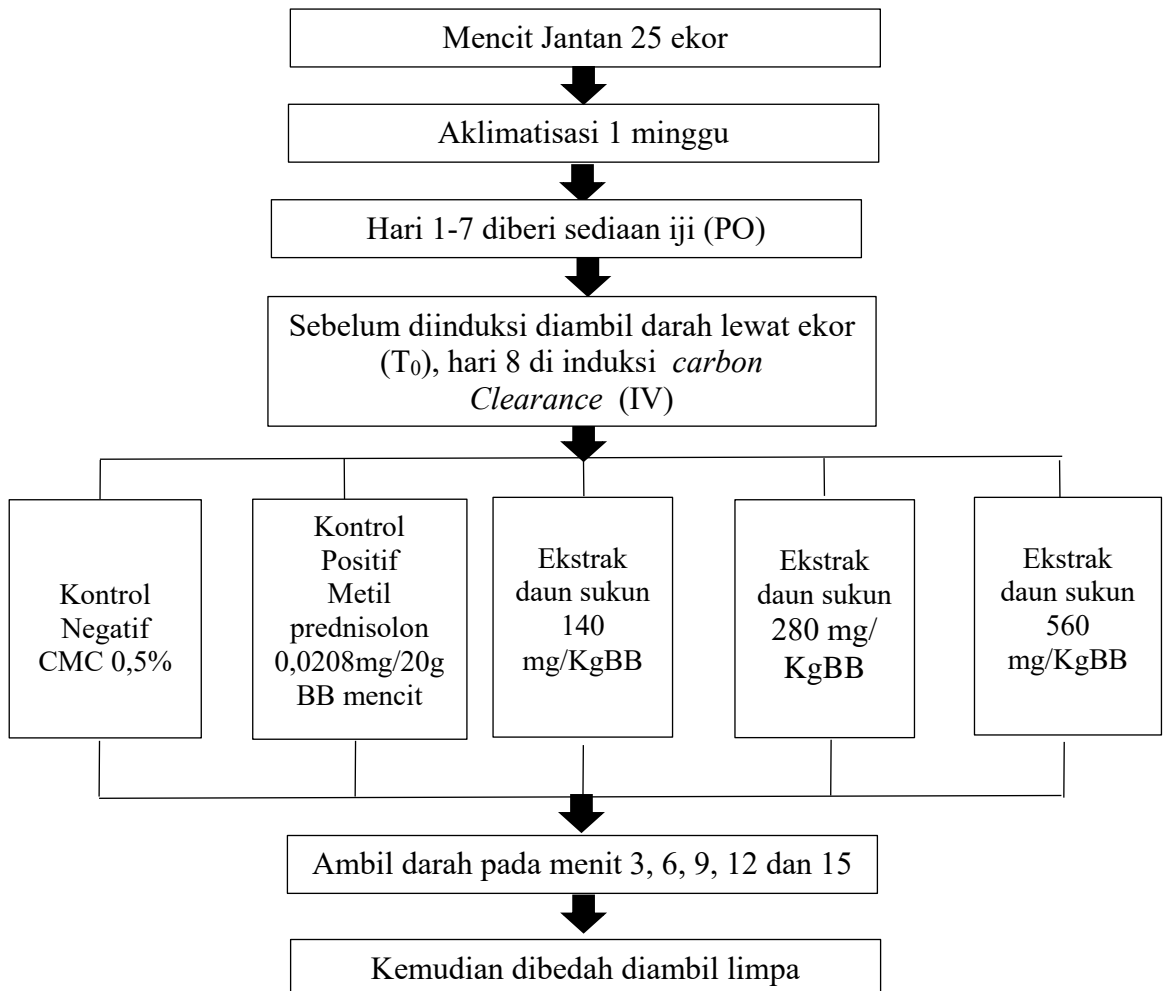 Mencit Jantan 25 ekor
Aklimatisasi 1 minggu
Hari 1-7 diberi sediaan iji (PO)
Sebelum diinduksi diambil darah lewat ekor
(T₀), hari 8 di induksi carbon
Clearance (IV)
Kontrol
Negatif
CMC 0,5%
Kontrol
Positif
Metil
prednisolon
0,0208mg/20g
BB mencit
Ekstrak
daun sukun
140
mg/KgBB
Ekstrak
daun sukun
280 mg/
KgBB
Ekstrak
daun sukun
560
mg/KgBB
Ambil darah pada menit 3, 6, 9, 12 dan 15
Kemudian dibedah diambil limpa